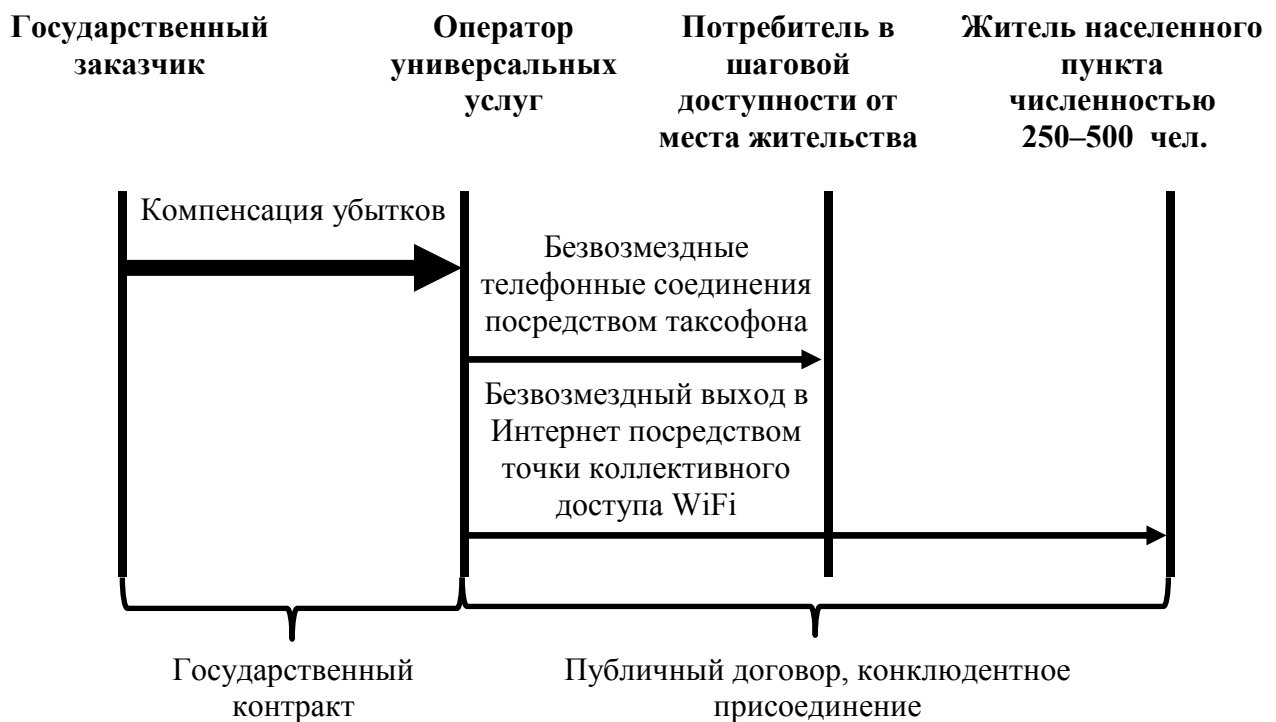 Государственный
заказчик
Оператор
универсальных
услуг
Потребитель в
шаговой
доступности от
места жительства
Житель населенного
пункта
численностью
250–500 чел.
Компенсация убытков
Безвозмездные
телефонные соединения
посредством таксофона
Безвозмездный выход в
Интернет посредством
точки коллективного
доступа WiFi
Государственный
контракт
Публичный договор, конклюдентное
присоединение